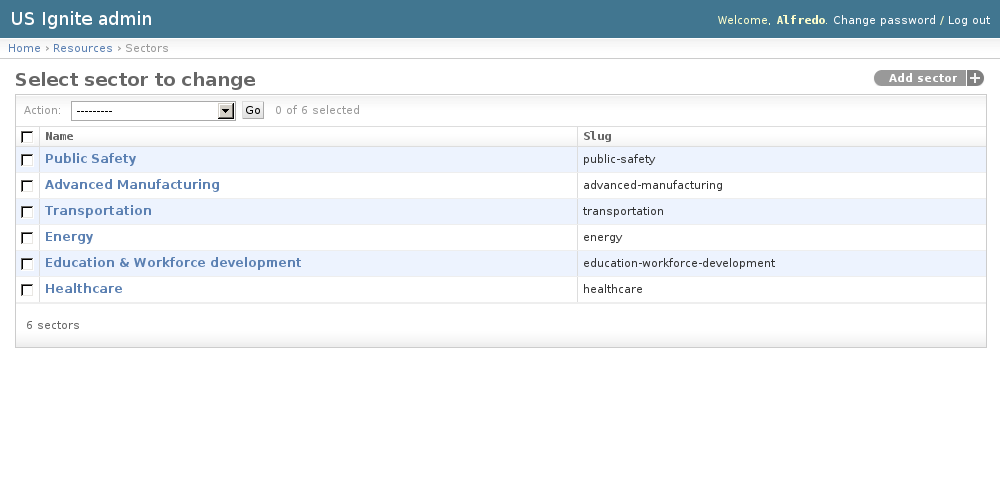 US Ignite admin
Welcome, Alfredo. Change password / Log out
Home › Resources › Sectors
Select sector to change
Add sector +
Action: --------- Go 0 of 6 selected
Name Slug
Public Safety public-safety
Advanced Manufacturing advanced-manufacturing
Transportation transportation
Energy energy
Education & Workforce development education-workforce-development
Healthcare healthcare
6 sectors